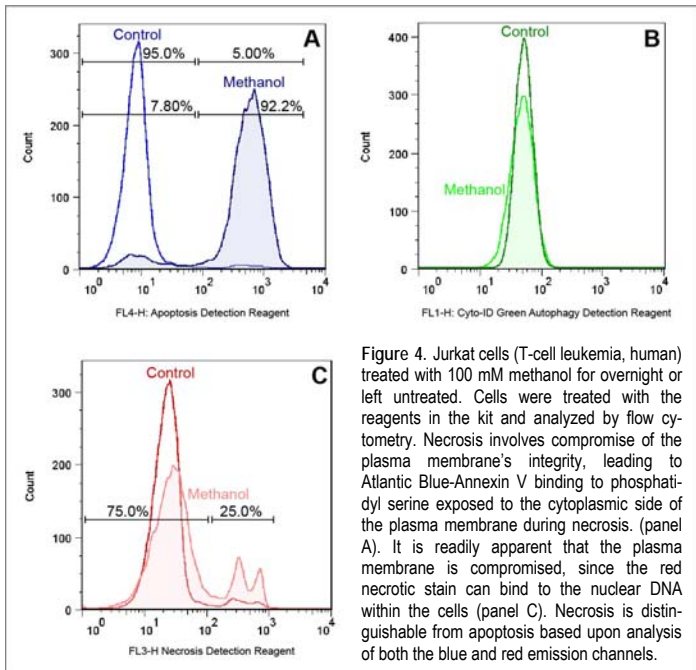 Control
A
95.0%
5.00%
Methanol
7.80%
92.2%
Count
300
200
100
0
10^0
10^1
10^2
10^3
10^4
FL4-H: Apoptosis Detection Reagent
Control
B
Methanol
Count
400
300
200
100
0
10^0
10^1
10^2
10^3
10^4
FL1-H: Cyto-ID Green Autophagy Detection Reagent
Control
C
Methanol
75.0%
25.0%
Count
300
200
100
0
10^0
10^1
10^2
10^3
10^4
FL3-H Necrosis Detection Reagent
Figure 4. Jurkat cells (T-cell leukemia, human)
treated with 100 mM methanol for overnight or
left untreated. Cells were treated with the
reagents in the kit and analyzed by flow cy-
tometry. Necrosis involves compromise of the
plasma membrane’s integrity, leading to
Atlantic Blue-Annexin V binding to phosphati-
dyl serine exposed to the cytoplasmic side of
the plasma membrane during necrosis. (panel
A). It is readily apparent that the plasma
membrane is compromised, since the red
necrotic stain can bind to the nuclear DNA
within the cells (panel C). Necrosis is distin-
guishable from apoptosis based upon analysis
of both the blue and red emission channels.